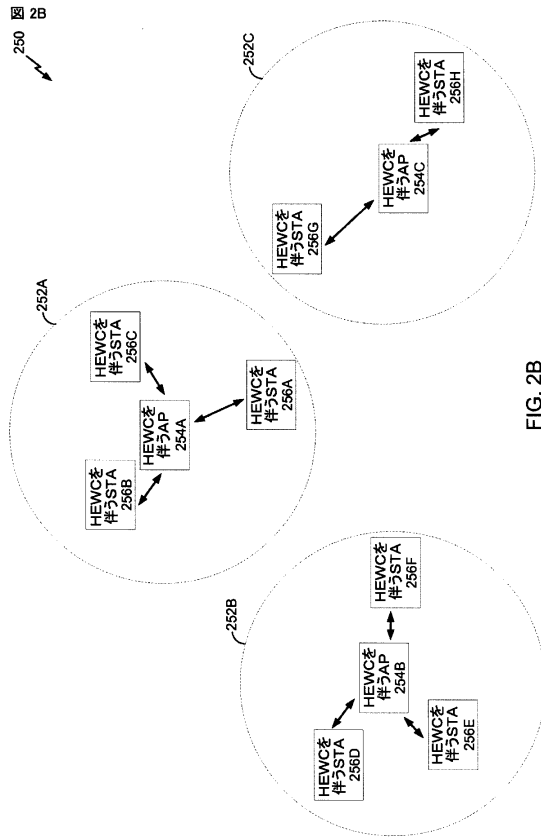 図 2B
250
252A
HEWCを
伴うSTA
256B
HEWCを
伴うSTA
256C
HEWCを
伴うAP
254A
HEWCを
伴うSTA
256A
252B
HEWCを
伴うSTA
256D
HEWCを
伴うAP
254B
HEWCを
伴うSTA
256F
HEWCを
伴うSTA
256E
252C
HEWCを
伴うSTA
256G
HEWCを
伴うAP
254C
HEWCを
伴うSTA
256H
FIG. 2B